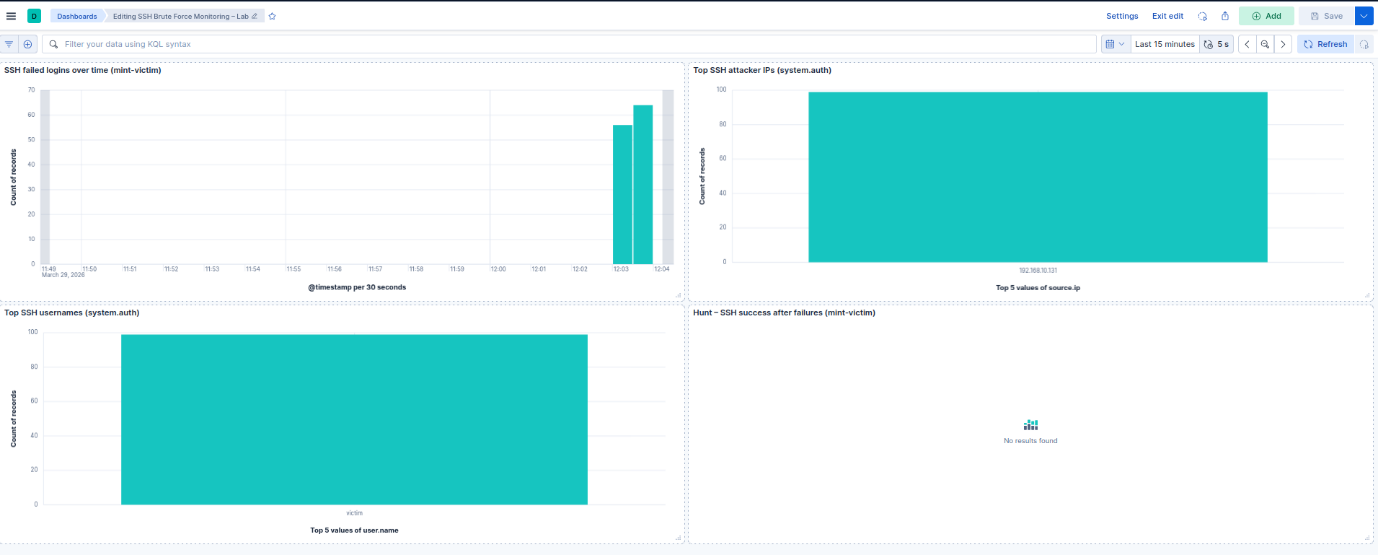 D Dashboards Editing SSH Brute Force Monitoring – Lab Settings Exit edit Add Save
Filter your data using KQL syntax Last 15 minutes 5 s Refresh
SSH failed logins over time (mint-victim)
70
60
50
40
30
20
10
0
Count of records
11:49 11:50 11:51 11:52 11:53 11:54 11:55 11:56 11:57 11:58 11:59 12:00 12:01 12:02 12:03 12:04
March 29, 2026
@timestamp per 30 seconds
Top SSH attacker IPs (system.auth)
100
80
60
40
20
0
Count of records
192.168.10.131
Top 5 values of source.ip
Top SSH usernames (system.auth)
100
80
60
40
20
0
Count of records
victim
Top 5 values of user.name
Hunt – SSH success after failures (mint-victim)
No results found